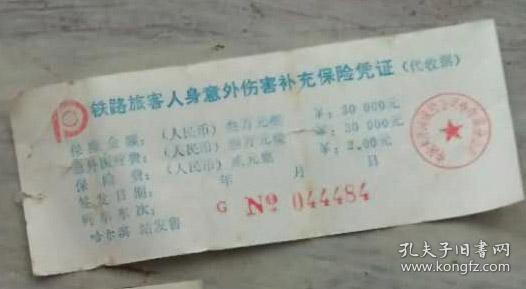 铁路旅客人身意外伤害补充保险凭证(代收据)
保险金额:(人民币)叁万元整 ¥:30 000元
意外医疗费:(人民币)叁万元整 ¥:30 000元
保险费:(人民币)贰元整 ¥:2.00元
签发日期: 年 月 日
列车车次:
哈尔滨 站发售 G № 044484
孔夫子旧书网
www.kongfz.com